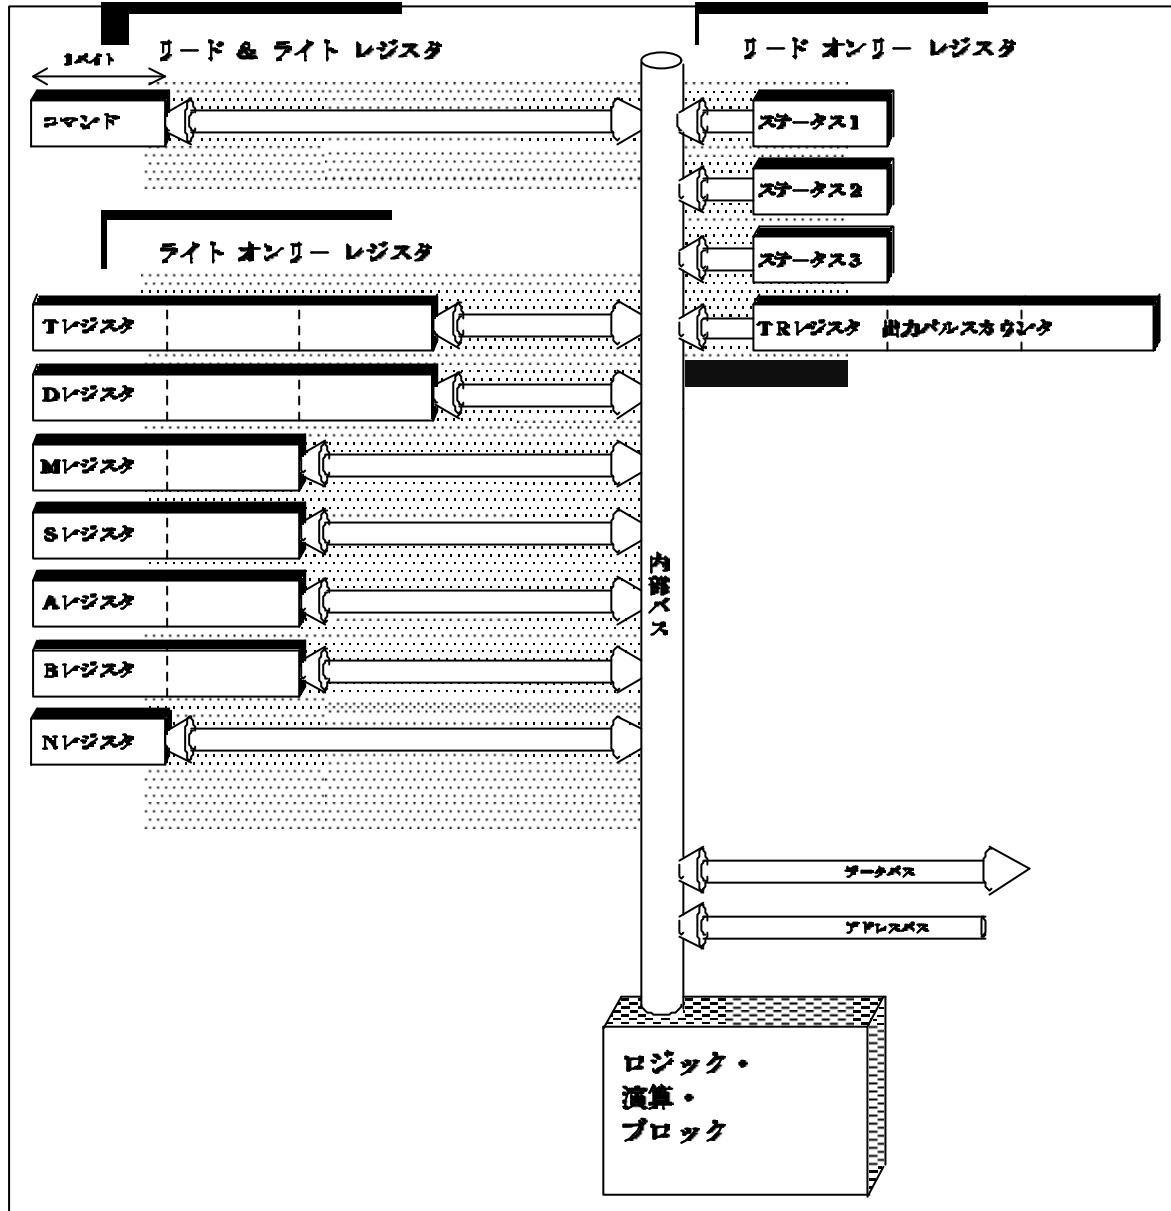 リード & ライト レジスタ
1バイト
コマンド
ライト オンリー レジスタ
Tレジスタ
Dレジスタ
Mレジスタ
Sレジスタ
Aレジスタ
Bレジスタ
Nレジスタ
リード オンリー レジスタ
ステータス1
ステータス2
ステータス3
TRレジスタ 出力パルスカウンタ
内部バス
データバス
アドレスバス
ロジック・
演算・
ブロック